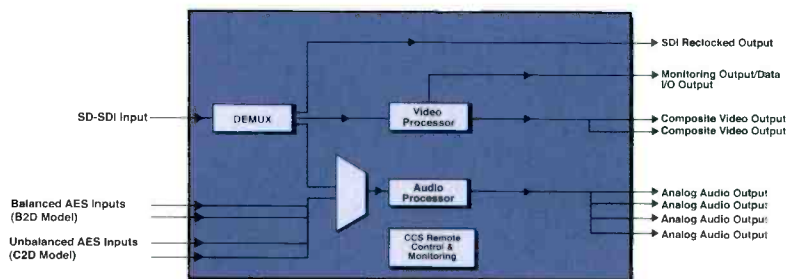 SDI Reclocked Output
Monitoring Output/Data
I/O Output
SD-SDI Input
DEMUX
Video
Processor
Composite Video Output
Composite Video Output
Balanced AES Inputs
(B2D Model)
Unbalanced AES Inputs
(C2D Model)
Audio
Processor
Analog Audio Output
Analog Audio Output
Analog Audio Output
Analog Audio Output
CCS Remote
Control &
Monitoring